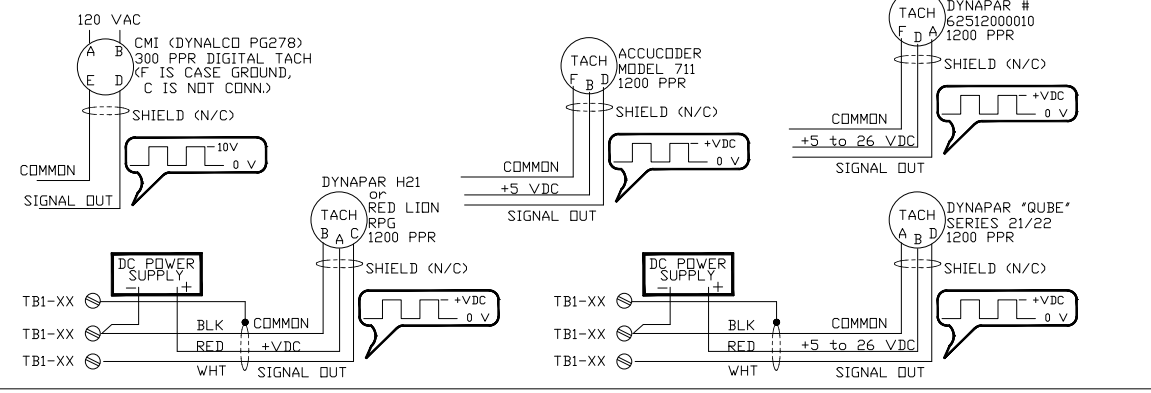 120 VAC
A B
E D
CMI (DYNALCO PG278)
300 PPR DIGITAL TACH
(F IS CASE GROUND,
C IS NOT CONN.)
SHIELD (N/C)
10V
0 V
COMMON
SIGNAL OUT
TACH
F B D
ACCUCODER
MODEL 711
1200 PPR
SHIELD (N/C)
+VDC
0 V
COMMON
+5 VDC
SIGNAL OUT
TACH
F D A
DYNAPAR #
62512000010
1200 PPR
SHIELD (N/C)
+VDC
0 V
COMMON
+5 to 26 VDC
SIGNAL OUT
DYNAPAR H21
or
RED LION
RPG
1200 PPR
TACH
B A C
SHIELD (N/C)
+VDC
0 V
DC POWER
SUPPLY
- +
TB1-XX
TB1-XX
TB1-XX
BLK COMMON
RED +VDC
WHT SIGNAL OUT
TACH
A B D
DYNAPAR "QUBE"
SERIES 21/22
1200 PPR
SHIELD (N/C)
+VDC
0 V
DC POWER
SUPPLY
- +
TB1-XX
TB1-XX
TB1-XX
BLK COMMON
RED +5 to 26 VDC
WHT SIGNAL OUT